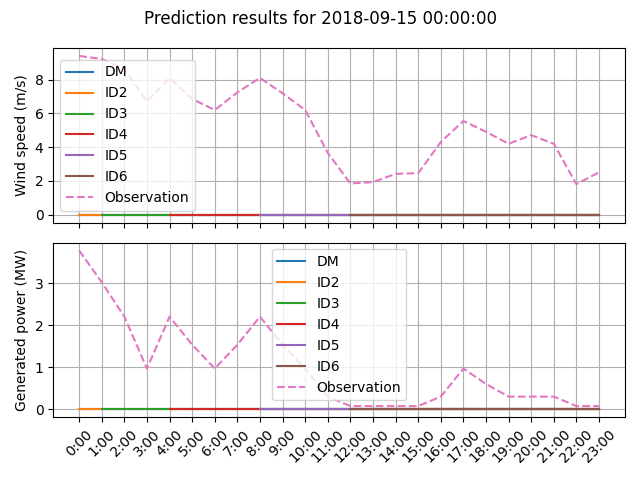 Prediction results for 2018-09-15 00:00:00
Wind speed (m/s)
8
6
4
2
0
DM
ID2
ID3
ID4
ID5
ID6
Observation
Generated power (MW)
3
2
1
0
DM
ID2
ID3
ID4
ID5
ID6
Observation
0:00 1:00 2:00 3:00 4:00 5:00 6:00 7:00 8:00 9:00 10:00 11:00 12:00 13:00 14:00 15:00 16:00 17:00 18:00 19:00 20:00 21:00 22:00 23:00